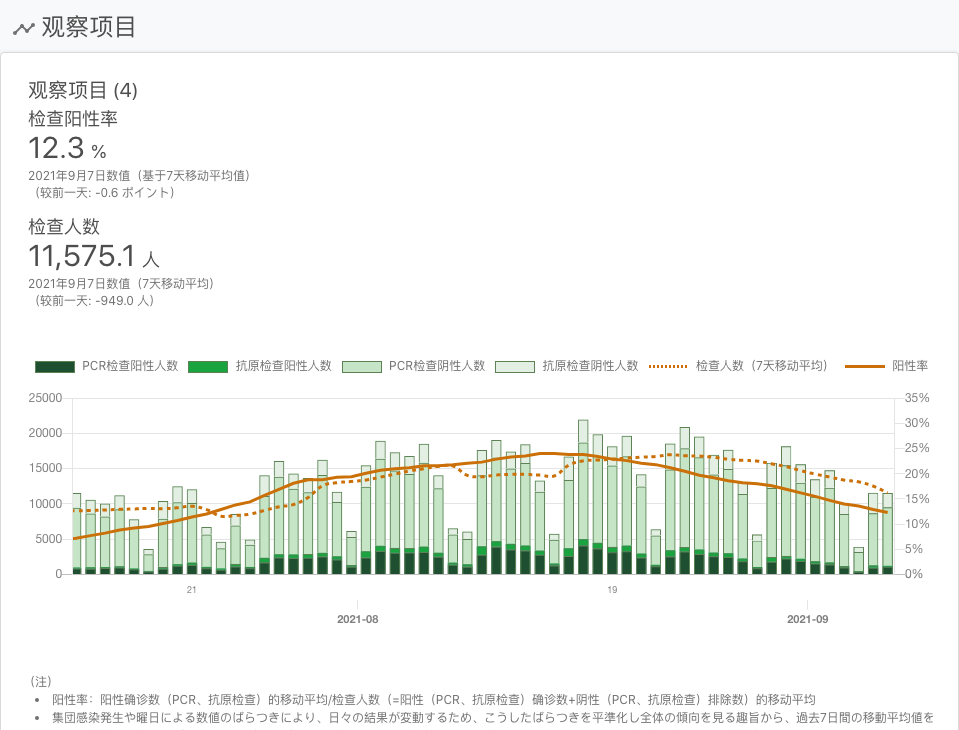 观察项目
观察项目 (4)
检查阳性率
12.3 %
2021年9月7日数值（基于7天移动平均值）
（较前一天: -0.6 ポイント）
检查人数
11,575.1 人
2021年9月7日数值（7天移动平均）
（较前一天: -949.0 人）
PCR检查阳性人数 抗原检查阳性人数 PCR检查阴性人数 抗原检查阴性人数 检查人数（7天移动平均） 阳性率
25000 35%
30%
20000
25%
15000 20%
15%
10000
10%
5000
5%
0 0%
21 19
2021-08 2021-09
（注）
• 阳性率：阳性确诊数（PCR、抗原检查）的移动平均/检查人数（=阳性（PCR、抗原检查）确诊数+阴性（PCR、抗原检查）排除数）的移动平均
• 集団感染発生や曜日による数値のばらつきにより、日々の結果が変動するため、こうしたばらつきを平準化し全体の傾向を見る趣旨から、過去7日間の移動平均値を